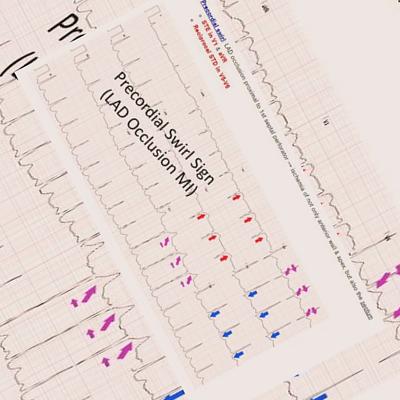 Pr
(L
Precordial Swirl Sign
(LAD Occlusion MI)
Precordial swirl: LAD occlusion proximal to 1st septal perforator → ischemia of not only anterior wall & apex, but also the septum
STE in V1 & aVR
Reciprocal STD in V5-V6